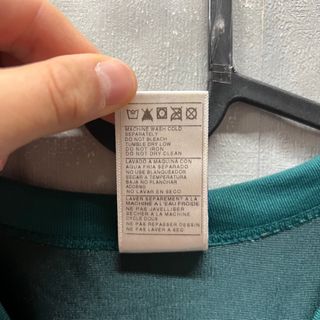 MACHINE WASH COLD
SEPARATELY
DO NOT BLEACH
TUMBLE DRY LOW
DO NOT IRON
DO NOT DRY CLEAN
LAVADO A MAQUINA CON
AGUA FRIA SEPARADO
NO USE BLANQUEADOR
SECAR A TEMPERATURA
BAJA NO PLANCHAR
ADORNO
NO LAVAR EN SECO
LAVER SEPAREMENT A LA
MACHINE A L'EAU FROIDE
NE PAS JAVELLISER
SECHER A LA MACHINE
CYCLE DOUX
NE PAS REPASSER DESSIN
NE PAS LAVER A SEC